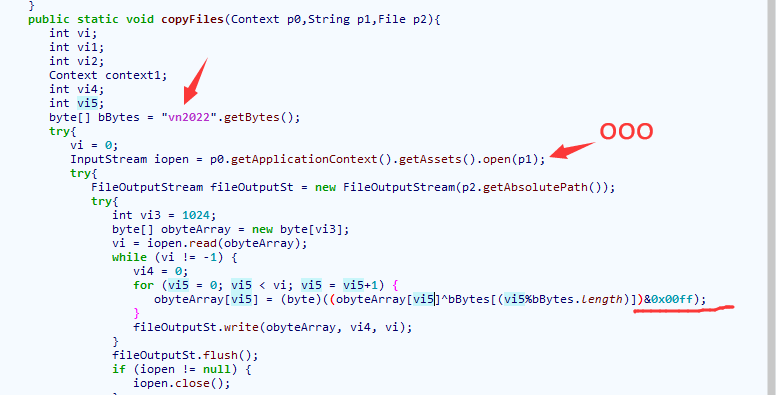 }
public static void copyFiles(Context p0,String p1,File p2){
int vi;
int vi1;
int vi2;
Context context1;
int vi4;
int vi5;
byte[] bBytes = "vn2022".getBytes();
try{
vi = 0;
InputStream iopen = p0.getApplicationContext().getAssets().open(p1);
OOO
try{
FileOutputStream fileOutputSt = new FileOutputStream(p2.getAbsolutePath());
try{
int vi3 = 1024;
byte[] obyteArray = new byte[vi3];
vi = iopen.read(obyteArray);
while (vi != -1) {
vi4 = 0;
for (vi5 = 0; vi5 < vi; vi5 = vi5+1) {
obyteArray[vi5] = (byte)((obyteArray[vi5]^bBytes[(vi5%bBytes.length)])&0x00ff);
}
fileOutputSt.write(obyteArray, vi4, vi);
}
fileOutputSt.flush();
if (iopen != null) {
iopen.close();
}